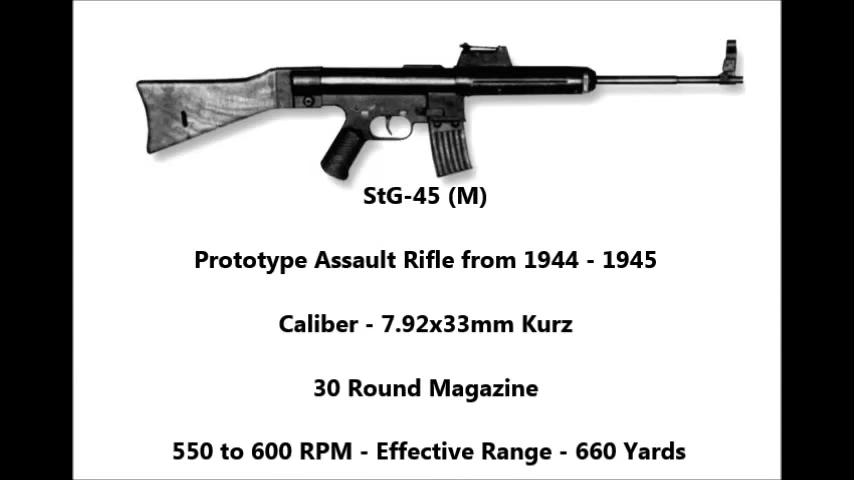 StG-45 (M)
Prototype Assault Rifle from 1944 - 1945
Caliber - 7.92x33mm Kurz
30 Round Magazine
550 to 600 RPM - Effective Range - 660 Yards